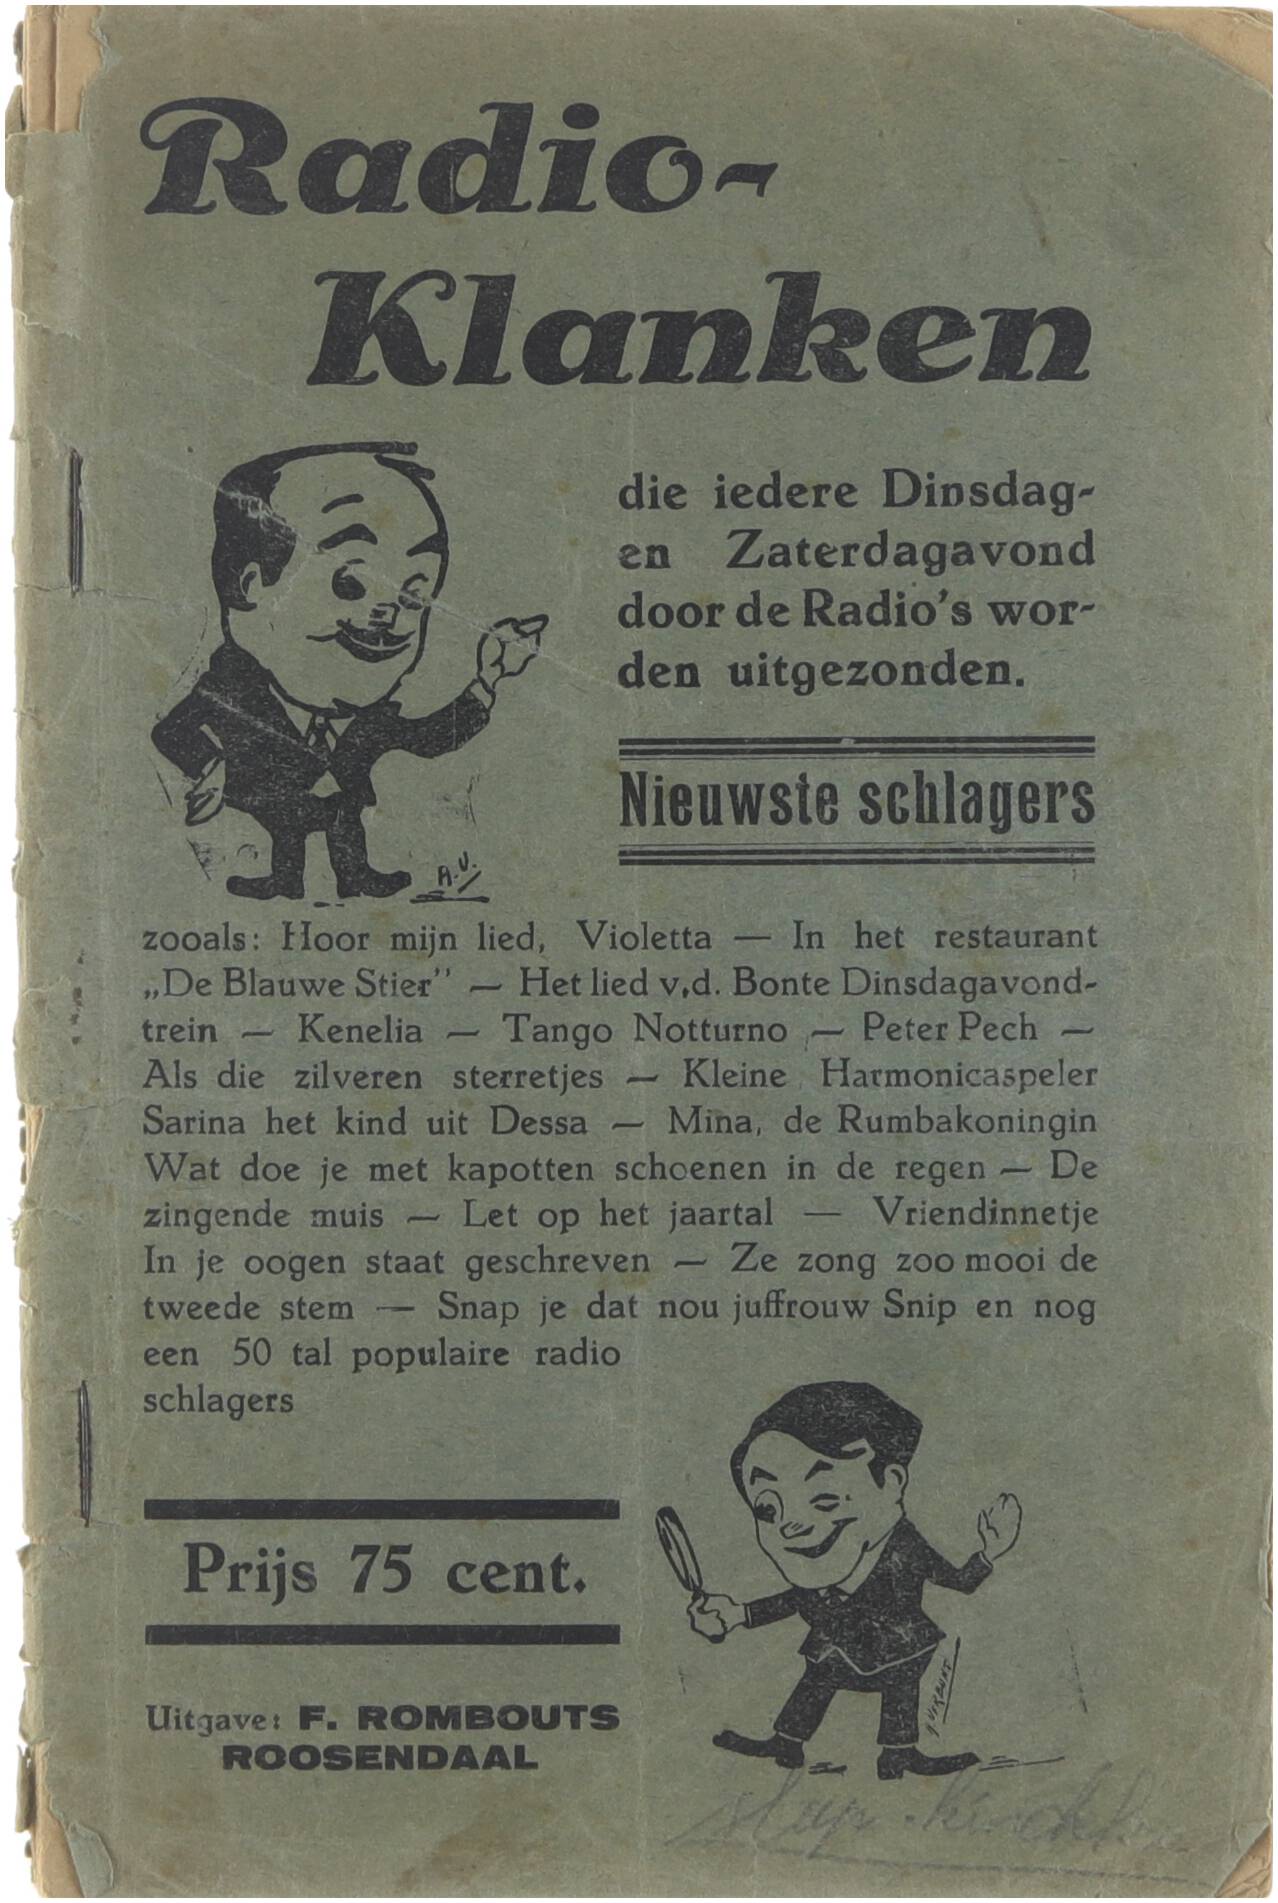 Radio-
Klanken
die iedere Dinsdag-
en Zaterdagavond
door de Radio's wor-
den uitgezonden.
Nieuwste schlagers
A.V.
zooals: Hoor mijn lied, Violetta — In het restaurant
„De Blauwe Stier” — Het lied v.d. Bonte Dinsdagavond-
trein — Kenelia — Tango Notturno — Peter Pech —
Als die zilveren sterretjes — Kleine Harmonicaspeler
Sarina het kind uit Dessa — Mina, de Rumbakoningin
Wat doe je met kapotten schoenen in de regen — De
zingende muis — Let op het jaartal — Vriendinnetje
In je oogen staat geschreven — Ze zong zoo mooi de
tweede stem — Snap je dat nou juffrouw Snip en nog
een 50 tal populaire radio
schlagers
Prijs 75 cent.
Uitgave: F. ROMBOUTS
ROOSENDAAL